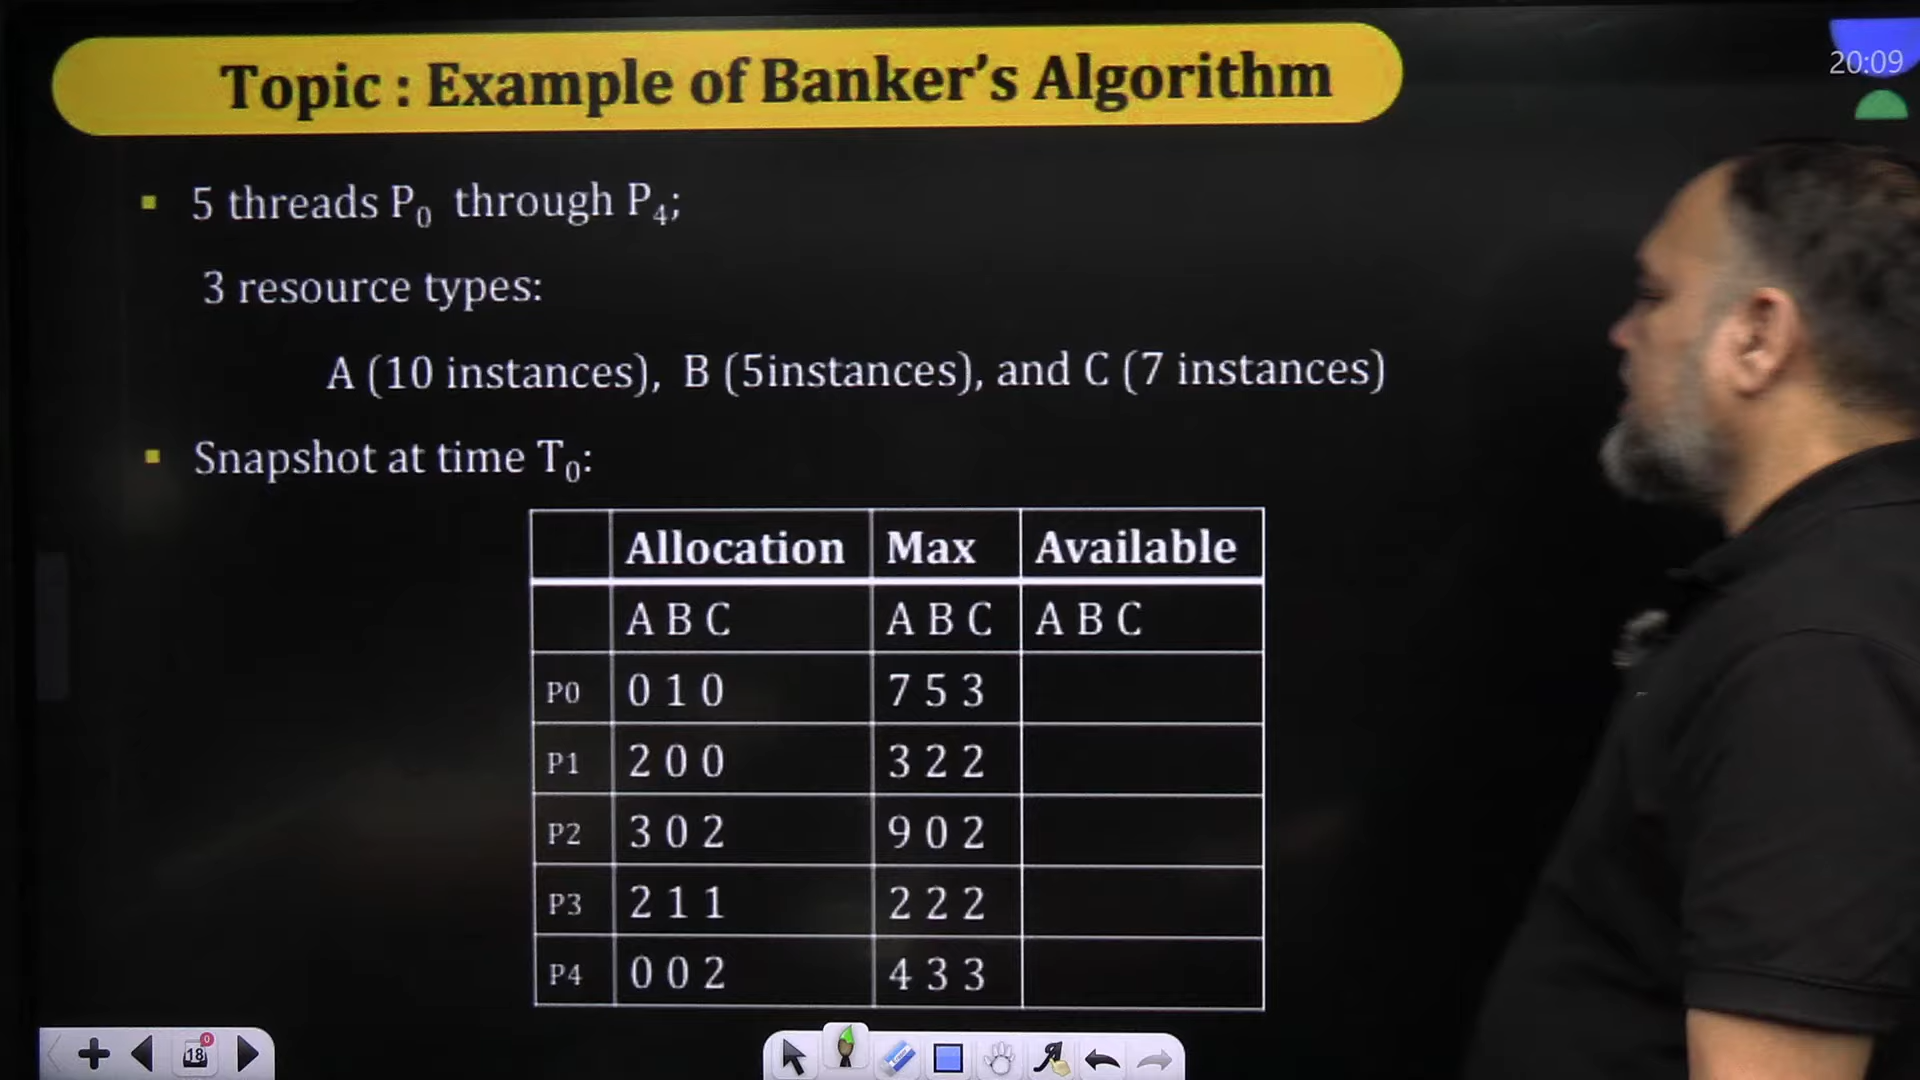 20:09
Topic : Example of Banker's Algorithm
▪ 5 threads P₀ through P₄;
3 resource types:
A (10 instances), B (5instances), and C (7 instances)
▪ Snapshot at time T₀:
Allocation Max Available
A B C A B C A B C
P0 0 1 0 7 5 3
P1 2 0 0 3 2 2
P2 3 0 2 9 0 2
P3 2 1 1 2 2 2
P4 0 0 2 4 3 3
18 0